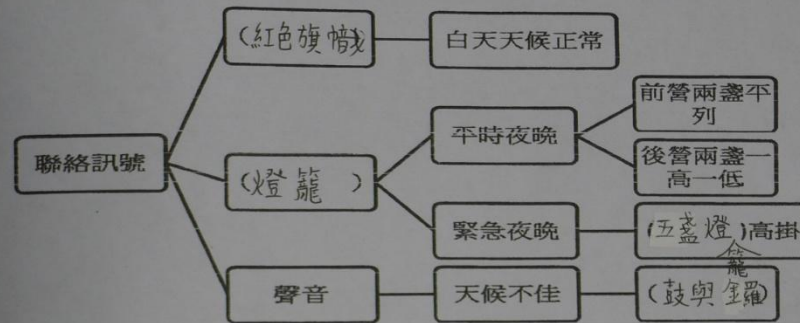 (紅色旗幟)
白天天候正常
前營兩盞平
列
平時夜晚
聯絡訊號
後營兩盞一
高一低
(燈籠)
緊急夜晚
(五盞燈籠)高掛
聲音
天候不佳
(鼓與鑼)